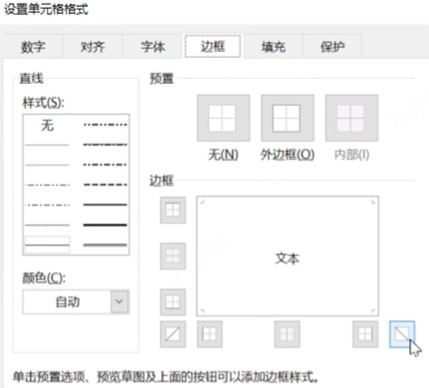 设置单元格格式
数字 对齐 字体 边框 填充 保护
直线
样式(S):
无
颜色(C):
自动
预置
无(N) 外边框(O) 内部(I)
边框
文本
单击预置选项、预览草图及上面的按钮可以添加边框样式。